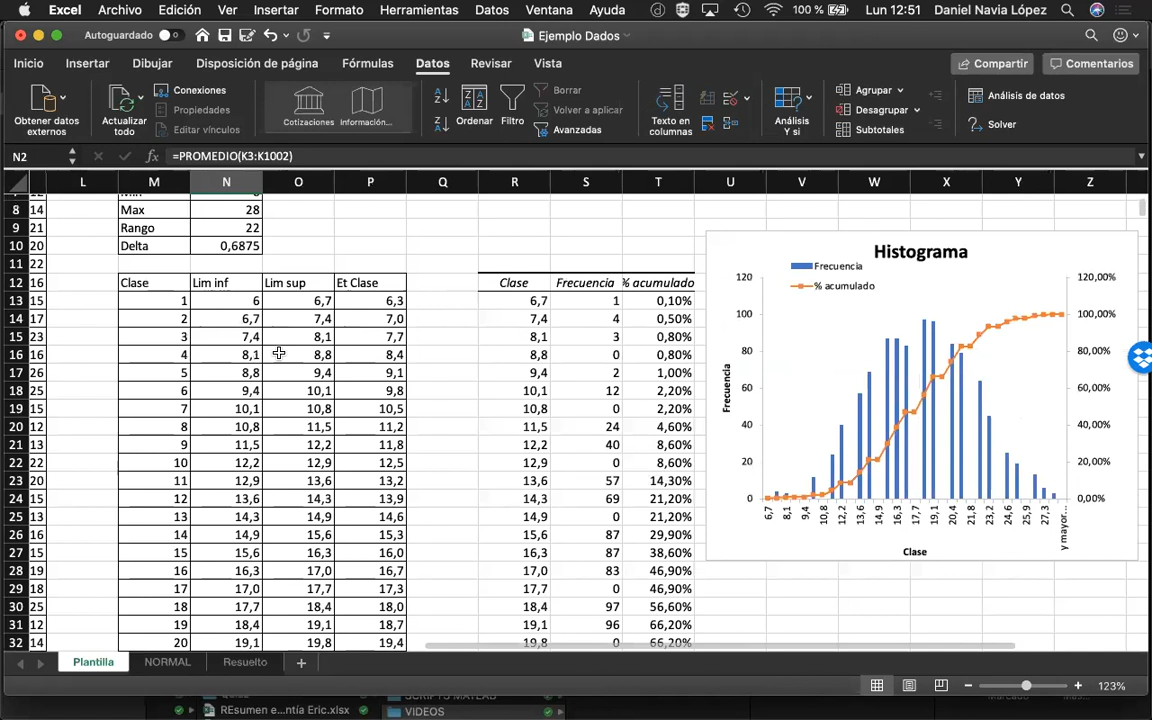 Excel Archivo Edición Ver Insertar Formato Herramientas Datos Ventana Ayuda 100 % Lun 12:51 Daniel Navia López
Autoguardado Ejemplo Dados
Inicio Insertar Dibujar Disposición de página Fórmulas Datos Revisar Vista Compartir Comentarios
Obtener datos externos
Actualizar todo
Conexiones
Propiedades
Editar vínculos
Cotizaciones Información...
Ordenar
Filtro
Borrar
Volver a aplicar
Avanzadas
Texto en columnas
Análisis Y si
Agrupar
Desagrupar
Subtotales
Análisis de datos
Solver
N2 fx =PROMEDIO(K3:K1002)
L M N O P Q R S T U V W X Y Z
8 14 Max 28
9 21 Rango 22
10 20 Delta 0,6875
11 22
12 16 Clase Lim inf Lim sup Et Clase Clase Frecuencia % acumulado
13 15 1 6 6,7 6,3 6,7 1 0,10%
14 17 2 6,7 7,4 7,0 7,4 4 0,50%
15 23 3 7,4 8,1 7,7 8,1 3 0,80%
16 16 4 8,1 8,8 8,4 8,8 0 0,80%
17 26 5 8,8 9,4 9,1 9,4 2 1,00%
18 25 6 9,4 10,1 9,8 10,1 12 2,20%
19 15 7 10,1 10,8 10,5 10,8 0 2,20%
20 12 8 10,8 11,5 11,2 11,5 24 4,60%
21 13 9 11,5 12,2 11,8 12,2 40 8,60%
22 22 10 12,2 12,9 12,5 12,9 0 8,60%
23 20 11 12,9 13,6 13,2 13,6 57 14,30%
24 15 12 13,6 14,3 13,9 14,3 69 21,20%
25 13 13 14,3 14,9 14,6 14,9 0 21,20%
26 16 14 14,9 15,6 15,3 15,6 87 29,90%
27 15 15 15,6 16,3 16,0 16,3 87 38,60%
28 19 16 16,3 17,0 16,7 17,0 83 46,90%
29 18 17 17,0 17,7 17,3 17,7 0 46,90%
30 25 18 17,7 18,4 18,0 18,4 97 56,60%
31 12 19 18,4 19,1 18,7 19,1 96 66,20%
32 14 20 19,1 19,8 19,4 19,8 0 66,20%
Histograma
Frecuencia
% acumulado
120 120,00%
100 100,00%
80 80,00%
60 60,00%
40 40,00%
20 20,00%
0 0,00%
Frecuencia
6,7 8,1 9,4 10,8 12,2 13,6 14,9 16,3 17,7 19,1 20,4 21,8 23,2 24,6 25,9 27,3 y mayor...
Clase
Plantilla NORMAL Resuelto
123%
REsumen e...ntía Eric.xlsx
SCRIPTS MATLAB
VIDEOS